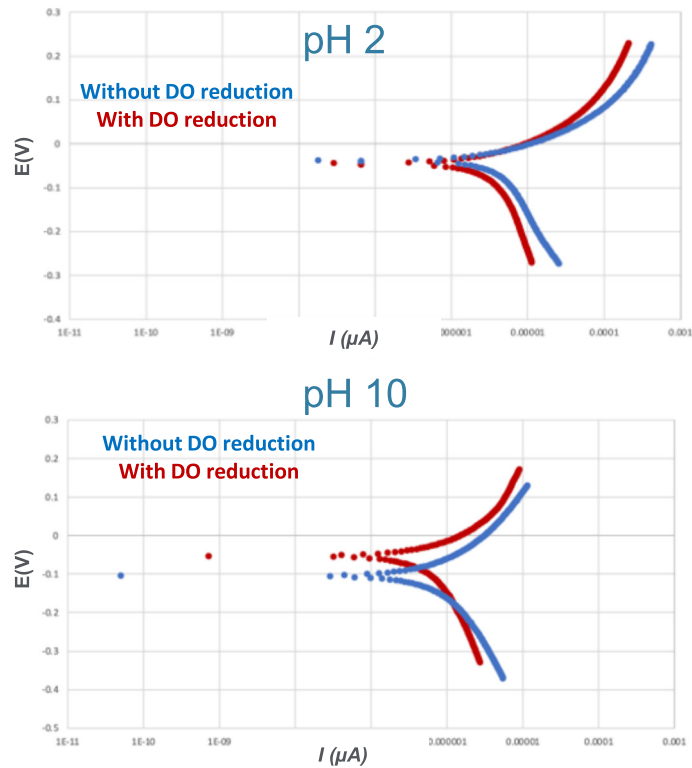 pH 2
Without DO reduction
With DO reduction
E(V)
0.3
0.2
0.1
0
-0.1
-0.2
-0.3
-0.4
1E-11 1E-10 1E-09 000001 0.00001 0.0001 0.001
I (µA)
pH 10
Without DO reduction
With DO reduction
E(V)
0.3
0.2
0.1
0
-0.1
-0.2
-0.3
-0.4
-0.5
1E-11 1E-10 1E-09 0.000001 0.00001 0.0001 0.001
I (µA)